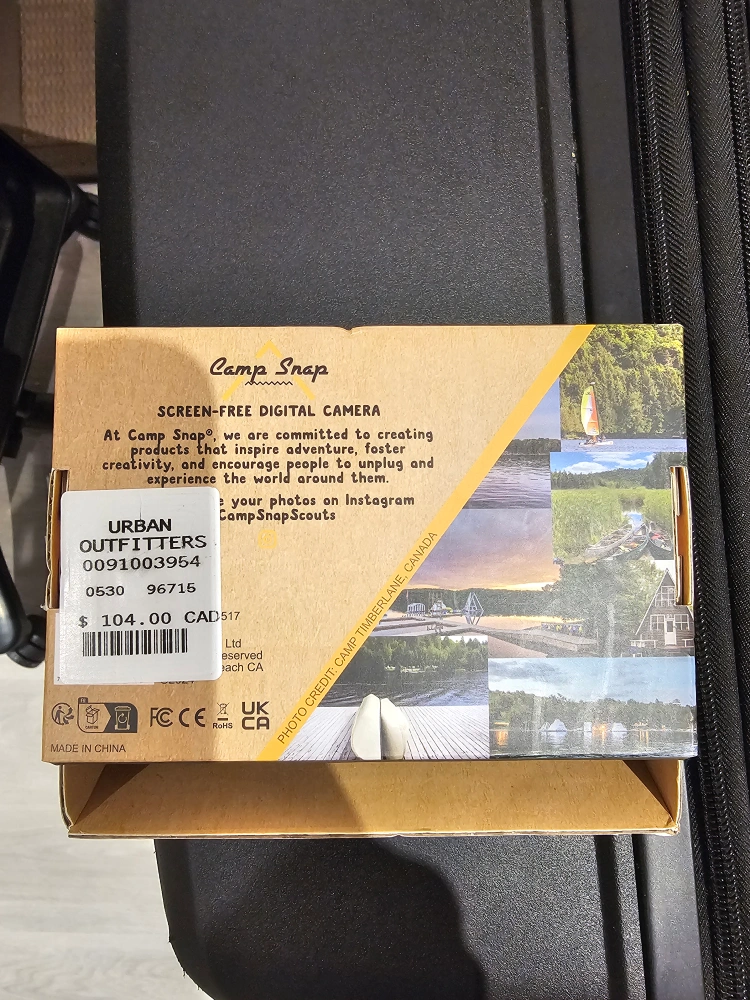 Camp Snap
SCREEN-FREE DIGITAL CAMERA
At Camp Snap®, we are committed to creating
products that inspire adventure, foster
creativity, and encourage people to unplug and
experience the world around them.
your photos on Instagram
CampSnapScouts
URBAN
OUTFITTERS
0091003954
0530 96715
$ 104.00 CAD
517
Ltd
eserved
each CA
FC CE RoHS UK
CA
MADE IN CHINA
PHOTO CREDIT: CAMP TIMBERLANE, CANADA